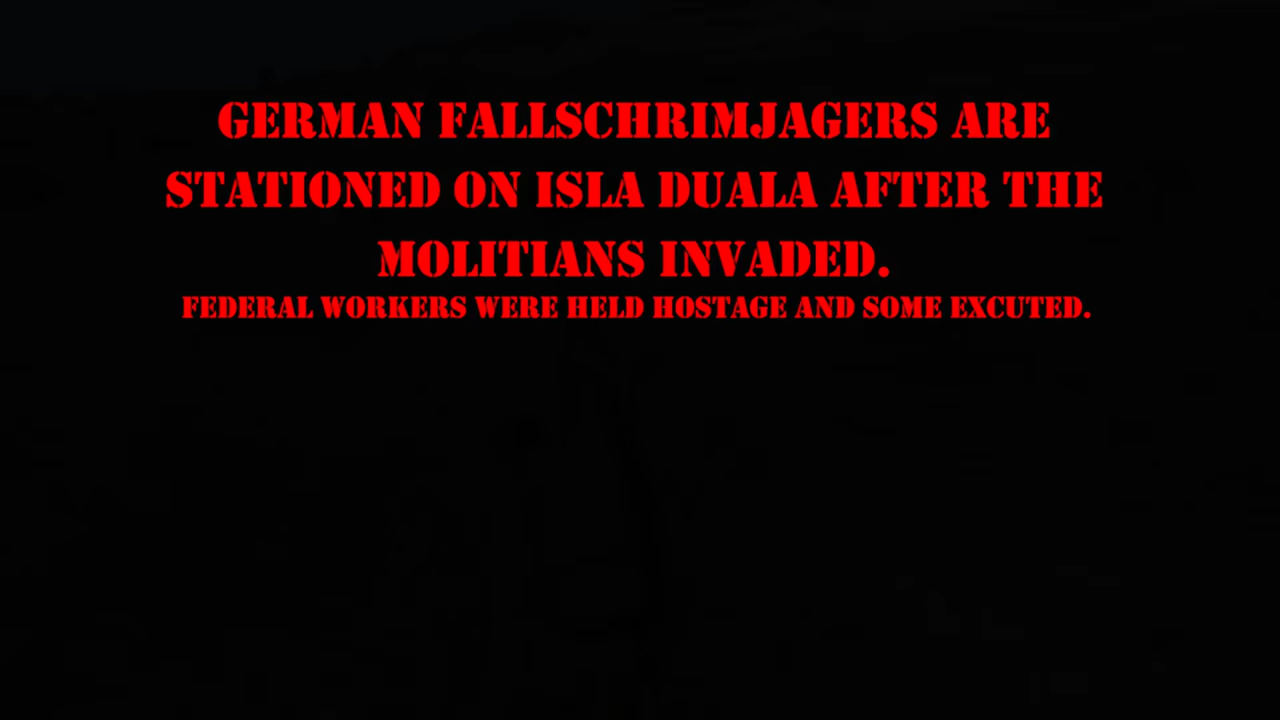 GERMAN FALLSCHRIMJAGERS ARE
STATIONED ON ISLA DUALA AFTER THE
MOLITIANS INVADED.
FEDERAL WORKERS WERE HELD HOSTAGE AND SOME EXCUTED.